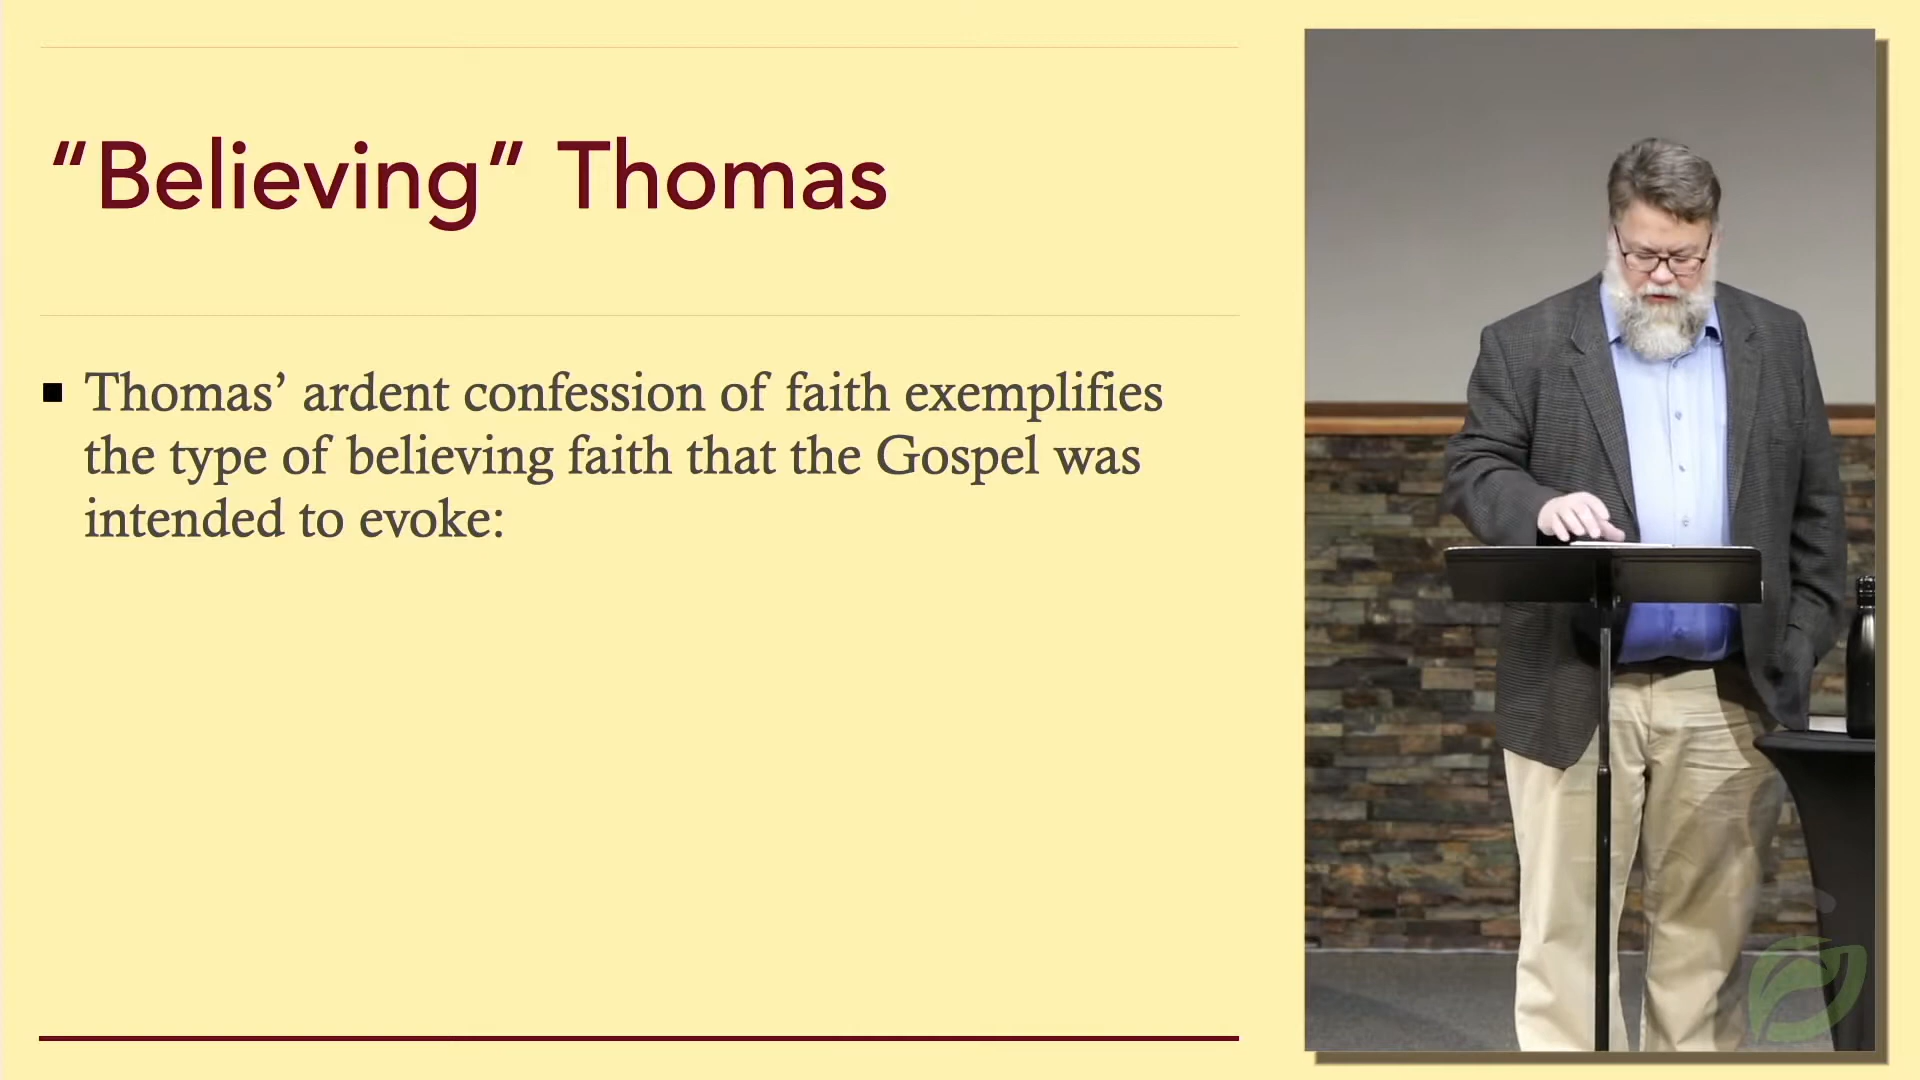 “Believing” Thomas
▪ Thomas’ ardent confession of faith exemplifies
the type of believing faith that the Gospel was
intended to evoke: